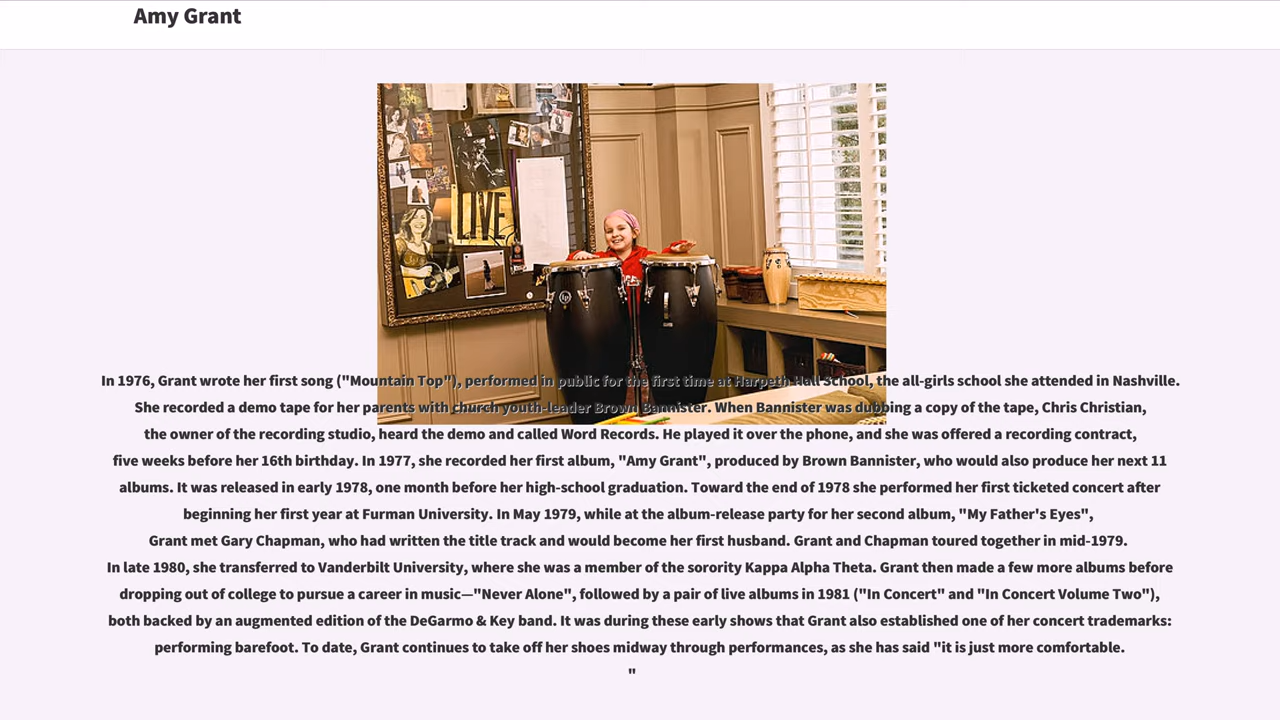 Amy Grant
LIVE
LP
In 1976, Grant wrote her first song ("Mountain Top"), performed in public for the first time at Harpeth Hall School, the all-girls school she attended in Nashville.
She recorded a demo tape for her parents with church youth-leader Brown Bannister. When Bannister was dubbing a copy of the tape, Chris Christian,
the owner of the recording studio, heard the demo and called Word Records. He played it over the phone, and she was offered a recording contract,
five weeks before her 16th birthday. In 1977, she recorded her first album, "Amy Grant", produced by Brown Bannister, who would also produce her next 11
albums. It was released in early 1978, one month before her high-school graduation. Toward the end of 1978 she performed her first ticketed concert after
beginning her first year at Furman University. In May 1979, while at the album-release party for her second album, "My Father's Eyes",
Grant met Gary Chapman, who had written the title track and would become her first husband. Grant and Chapman toured together in mid-1979.
In late 1980, she transferred to Vanderbilt University, where she was a member of the sorority Kappa Alpha Theta. Grant then made a few more albums before
dropping out of college to pursue a career in music—"Never Alone", followed by a pair of live albums in 1981 ("In Concert" and "In Concert Volume Two"),
both backed by an augmented edition of the DeGarmo & Key band. It was during these early shows that Grant also established one of her concert trademarks:
performing barefoot. To date, Grant continues to take off her shoes midway through performances, as she has said "it is just more comfortable.
"